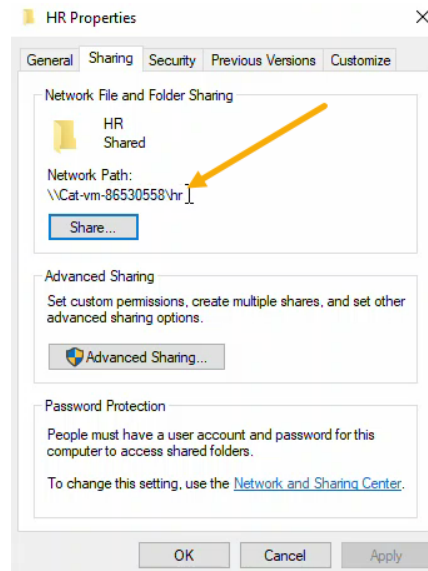 HR Properties
General Sharing Security Previous Versions Customize
Network File and Folder Sharing
HR
Shared
Network Path:
\\Cat-vm-86530558\hr
Share...
Advanced Sharing
Set custom permissions, create multiple shares, and set other
advanced sharing options.
Advanced Sharing...
Password Protection
People must have a user account and password for this
computer to access shared folders.
To change this setting, use the Network and Sharing Center.
OK Cancel Apply